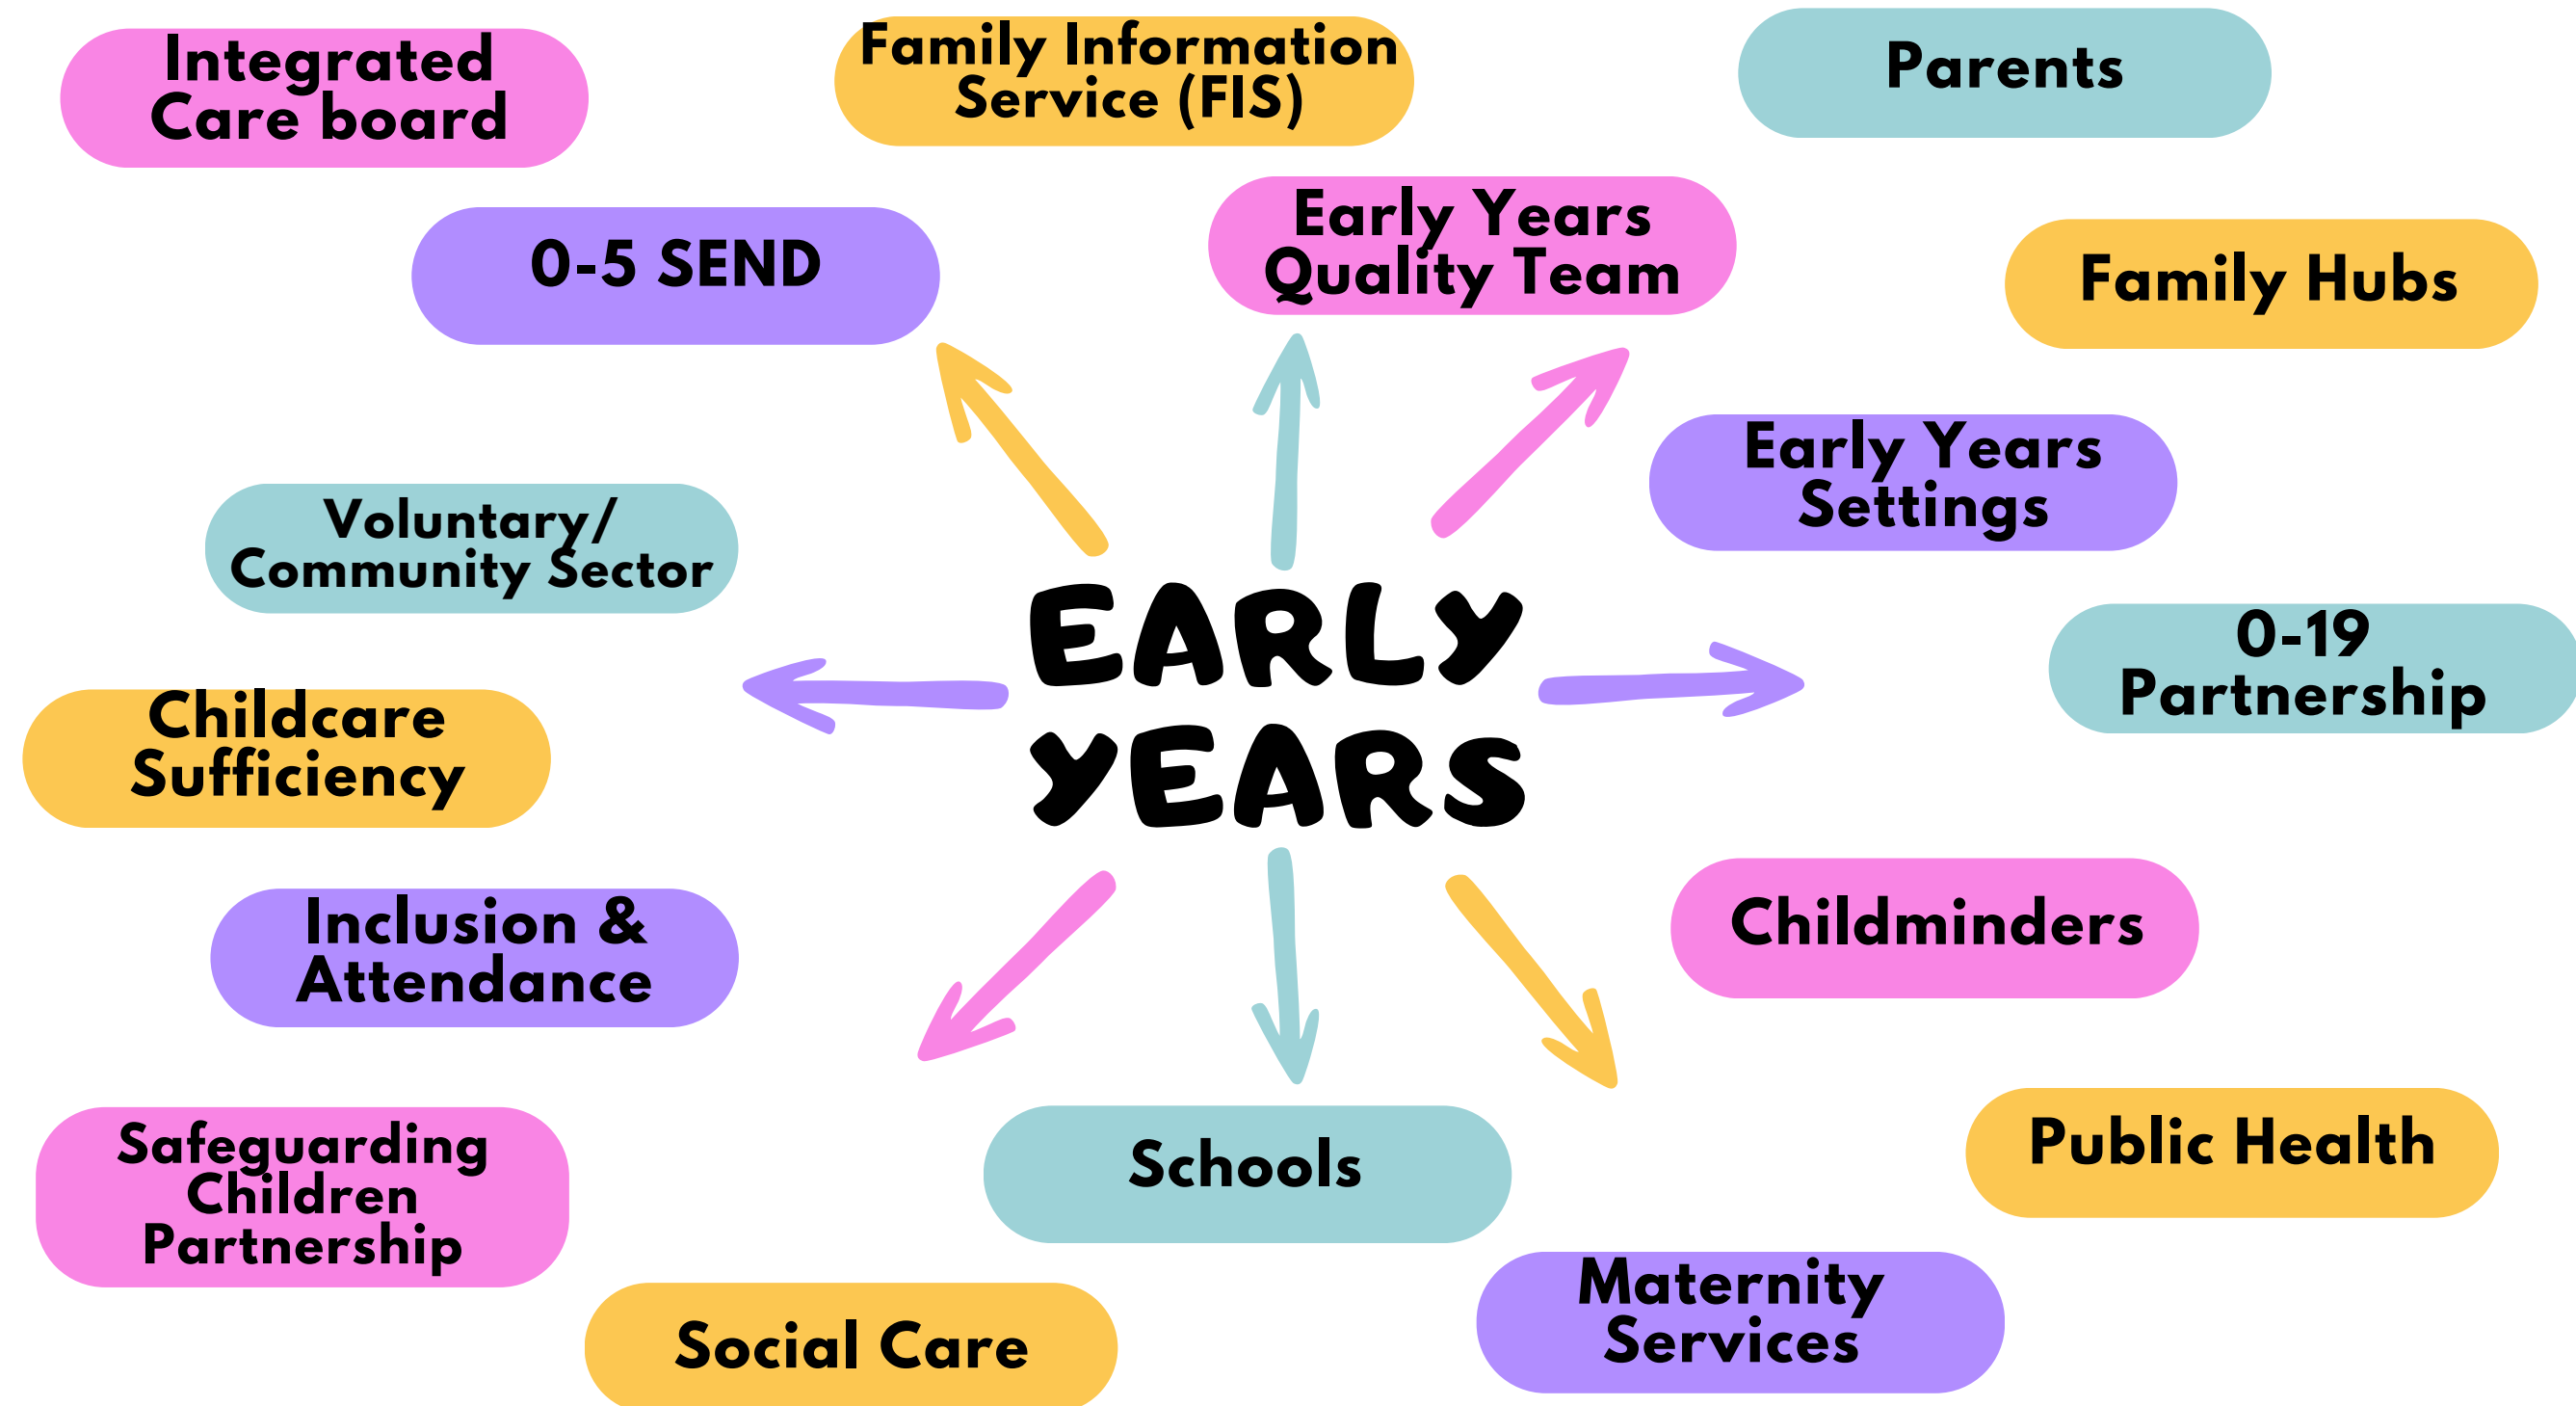 Integrated
Care board
Family Information
Service (FIS)
Parents
0-5 SEND
Early Years
Quality Team
Family Hubs
Voluntary/
Community Sector
Early Years
Settings
EARLY
YEARS
0-19
Partnership
Childcare
Sufficiency
Inclusion &
Attendance
Childminders
Safeguarding
Children
Partnership
Schools
Public Health
Social Care
Maternity
Services